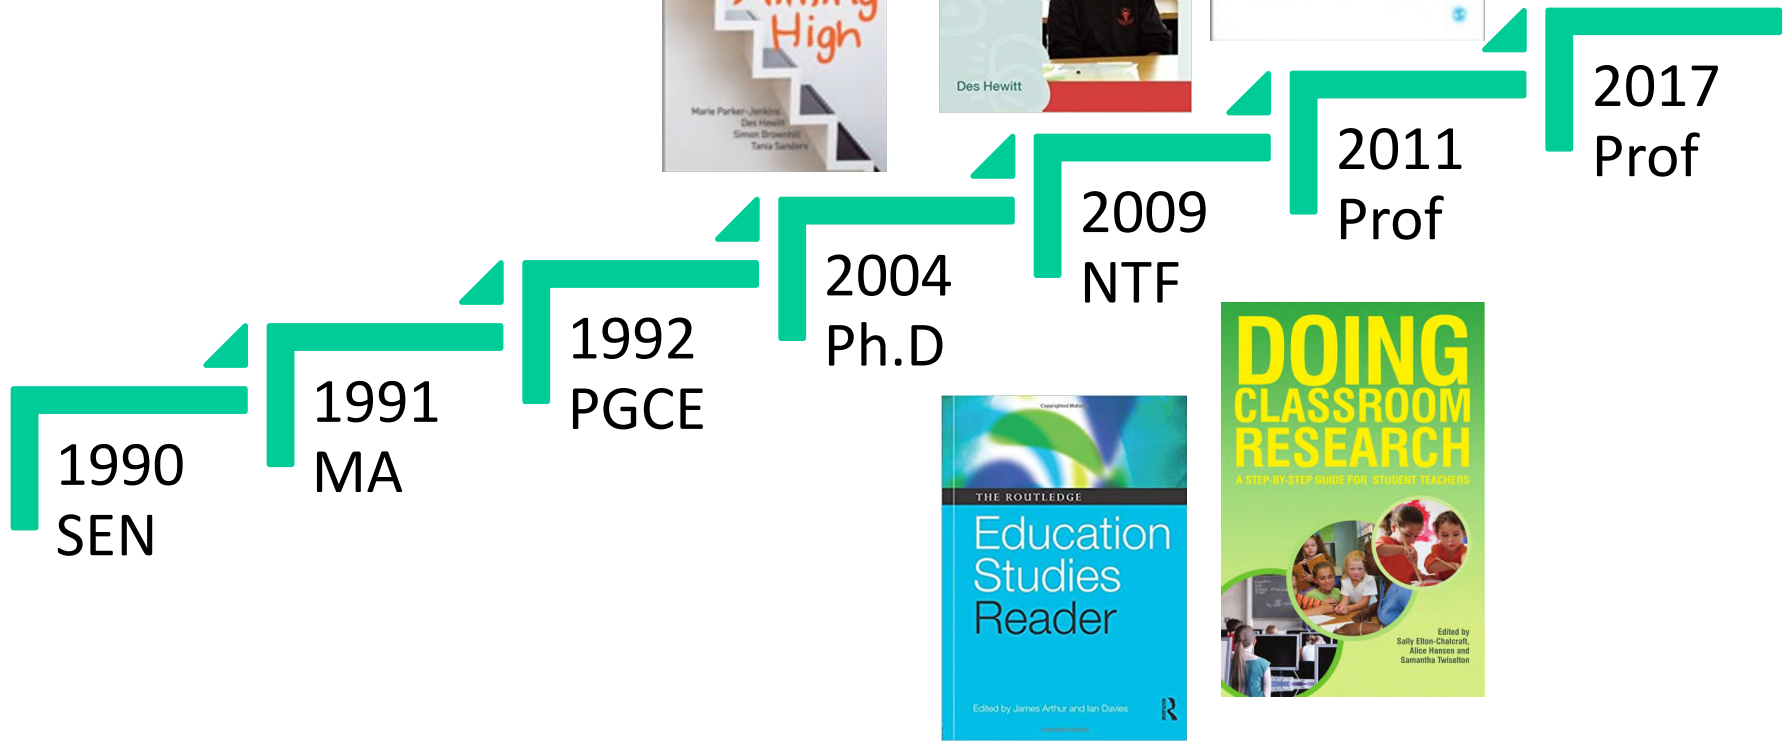 High
Marie Parker-Jenkins
Des Hewitt
Simon Brownhill
Tania Sanders
Des Hewitt
2017
Prof
2011
Prof
2009
NTF
2004
Ph.D
1992
PGCE
1991
MA
1990
SEN
Copyrighted Material
THE ROUTLEDGE
Education
Studies
Reader
Edited by James Arthur and Ian Davies
DOING
CLASSROOM
RESEARCH
A STEP-BY-STEP GUIDE FOR STUDENT TEACHERS
Edited by
Sally Elton-Chalcraft,
Alice Hansen and
Samantha Twiselton